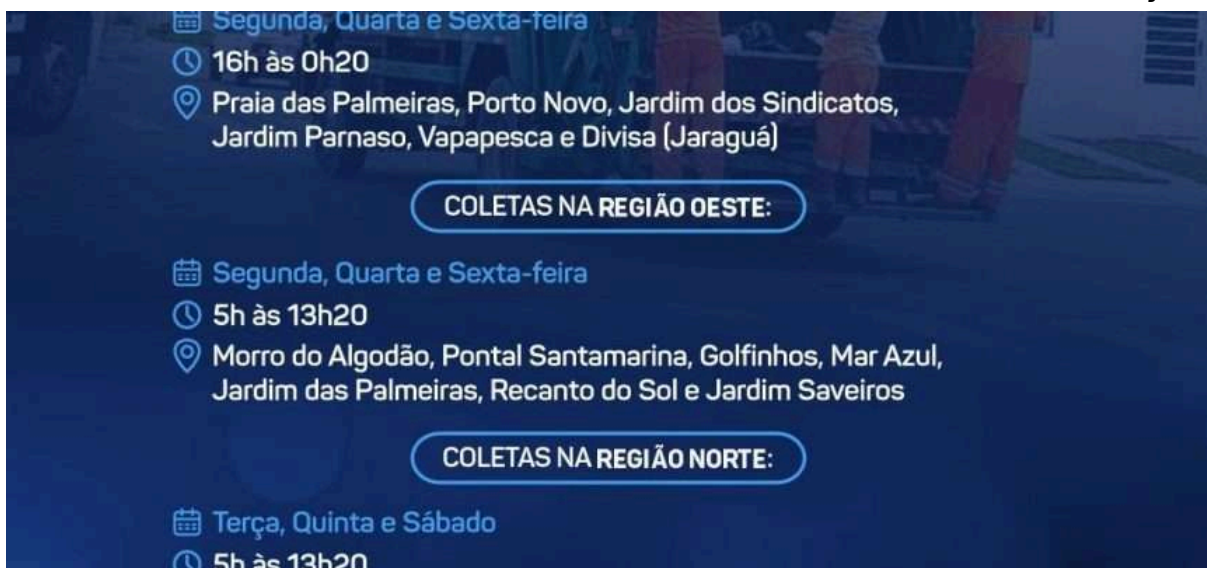 Segunda, Quarta e Sexta-feira
16h às 0h20
Praia das Palmeiras, Porto Novo, Jardim dos Sindicatos,
Jardim Parnaso, Vapapesca e Divisa (Jaraguá)
COLETAS NA REGIÃO OESTE:
Segunda, Quarta e Sexta-feira
5h às 13h20
Morro do Algodão, Pontal Santamarina, Golfinhos, Mar Azul,
Jardim das Palmeiras, Recanto do Sol e Jardim Saveiros
COLETAS NA REGIÃO NORTE:
Terça, Quinta e Sábado
5h às 13h20